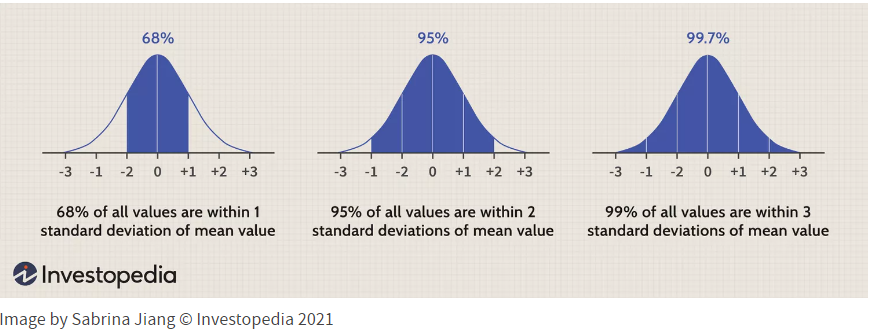 68%
95%
99.7%
-3 -1 -2 0 +1 +2 +3
-3 -1 -2 0 +1 +2 +3
-3 -1 -2 0 +1 +2 +3
68% of all values are within 1
standard deviation of mean value
95% of all values are within 2
standard deviations of mean value
99% of all values are within 3
standard deviations of mean value
Investopedia
Image by Sabrina Jiang © Investopedia 2021